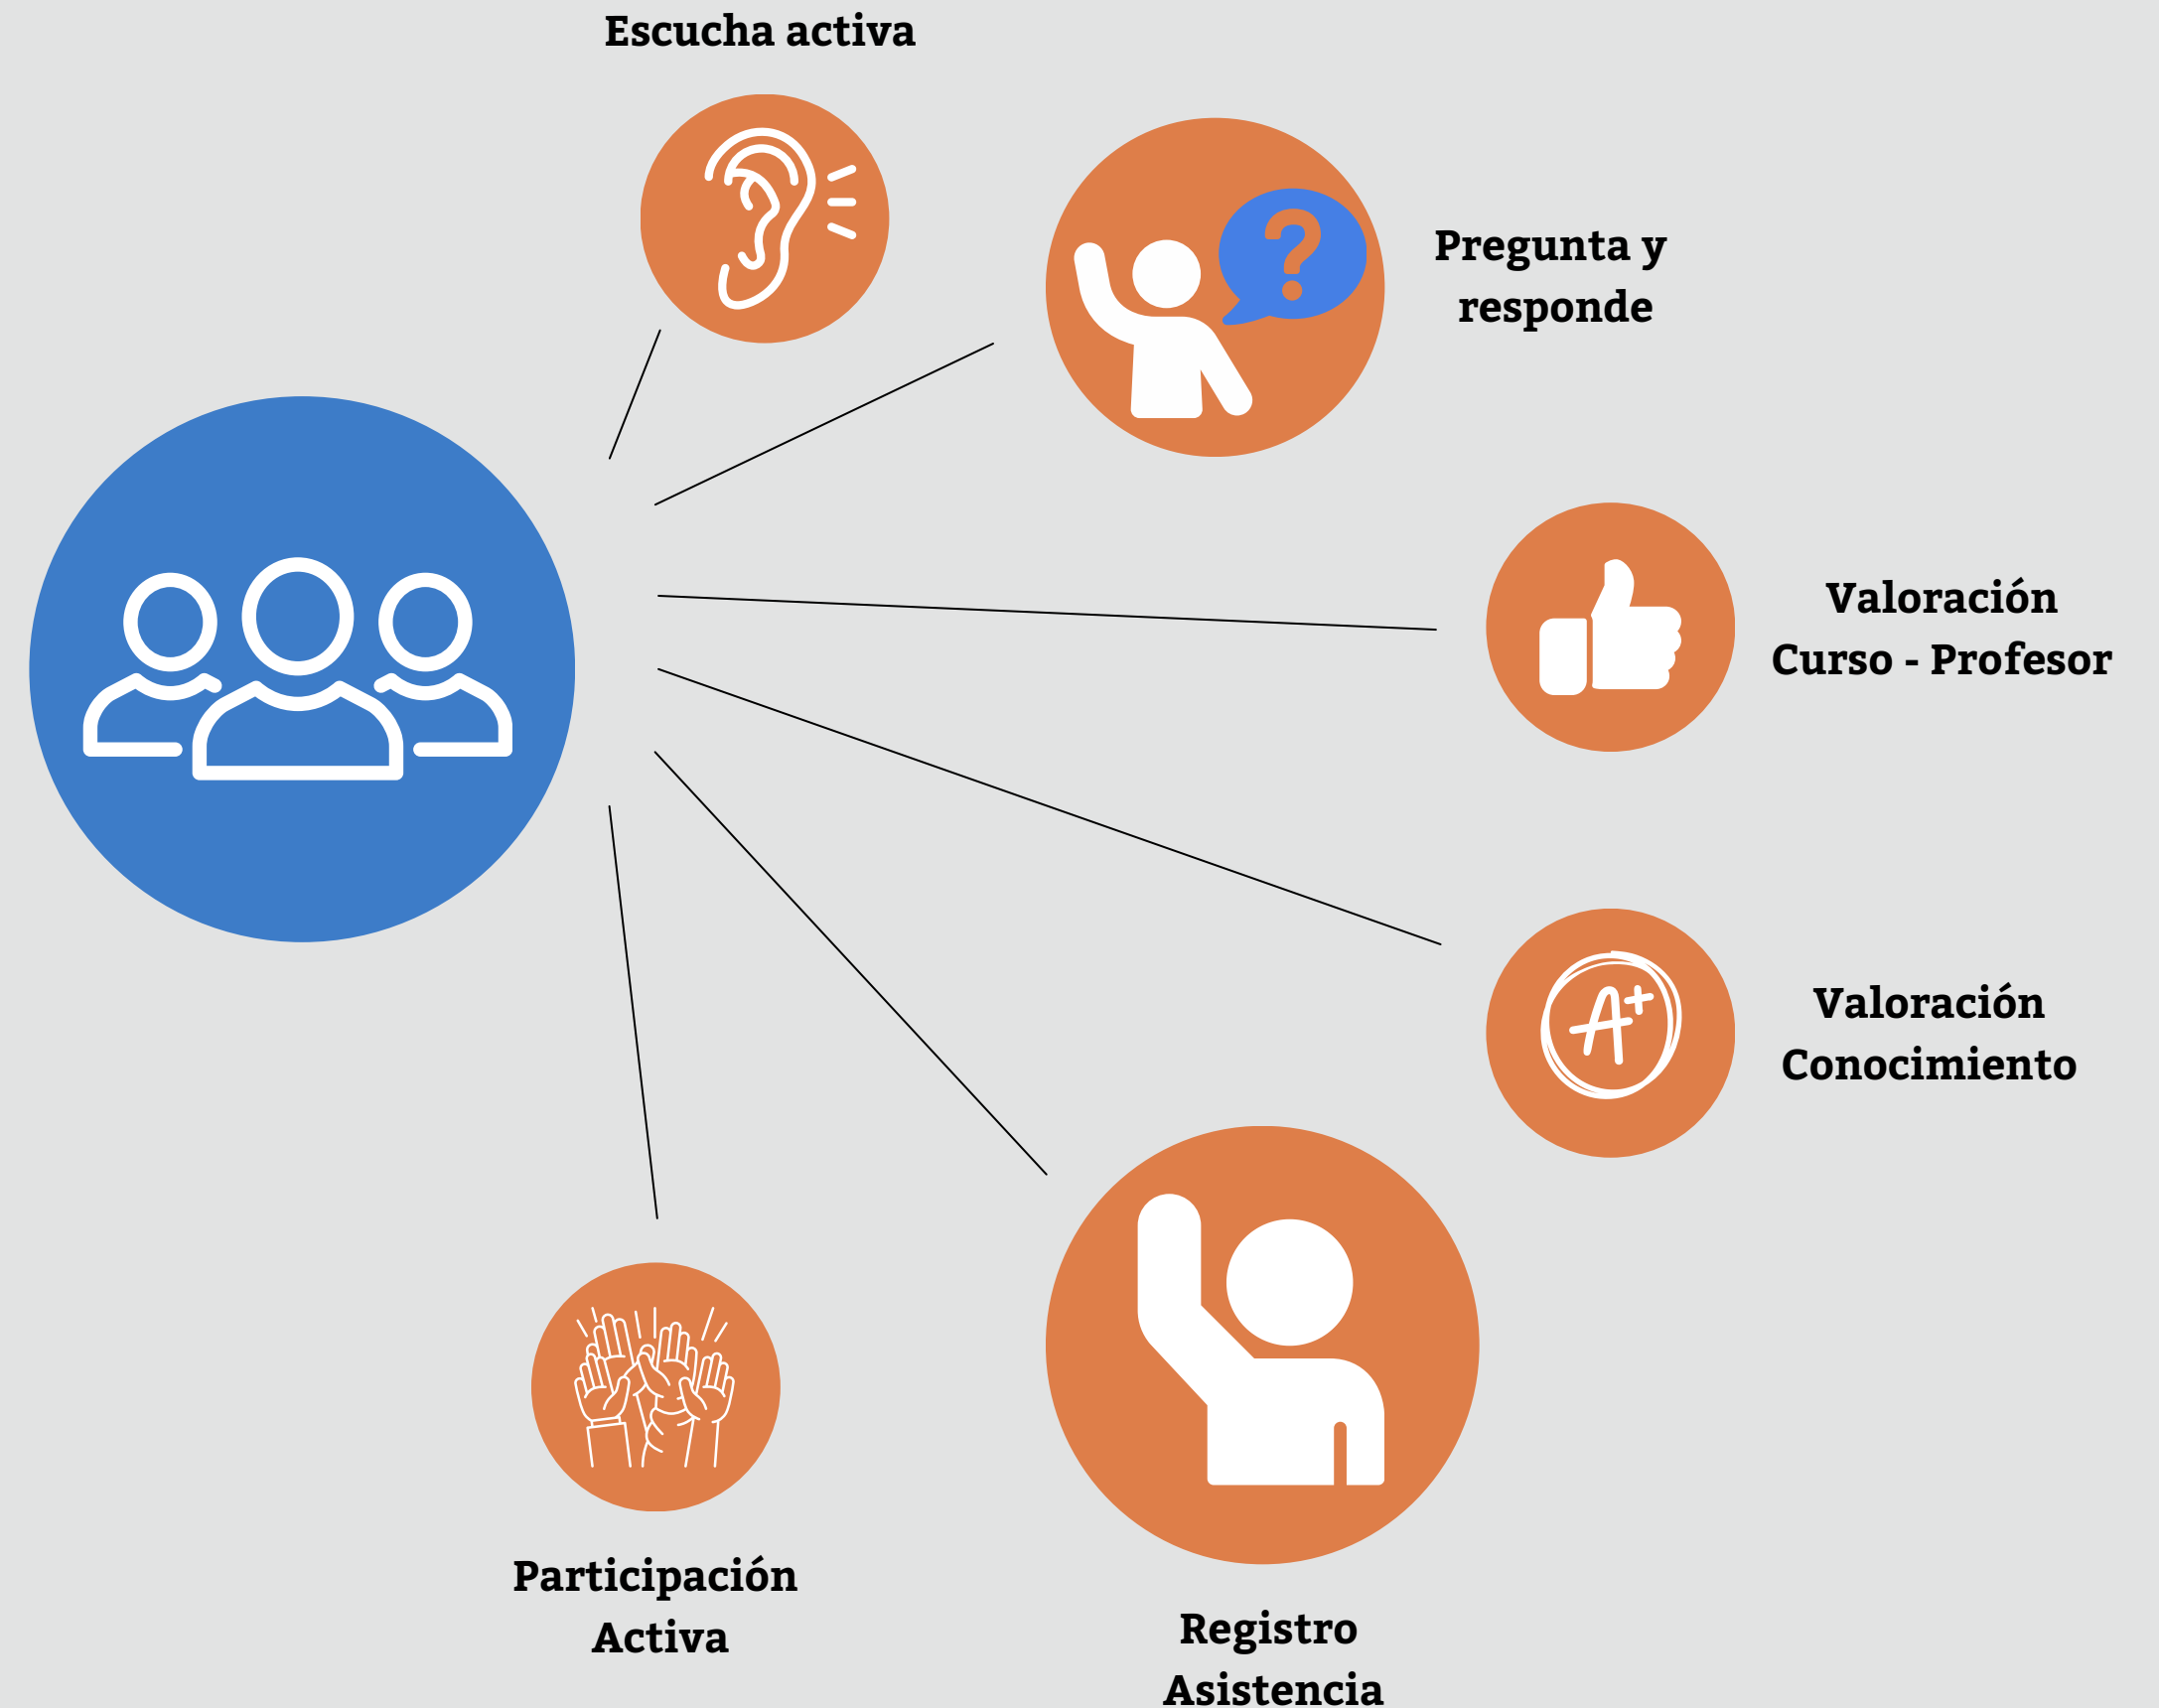 Escucha activa
Pregunta y
responde
Valoración
Curso - Profesor
Valoración
Conocimiento
A+
Participación
Activa
Registro
Asistencia